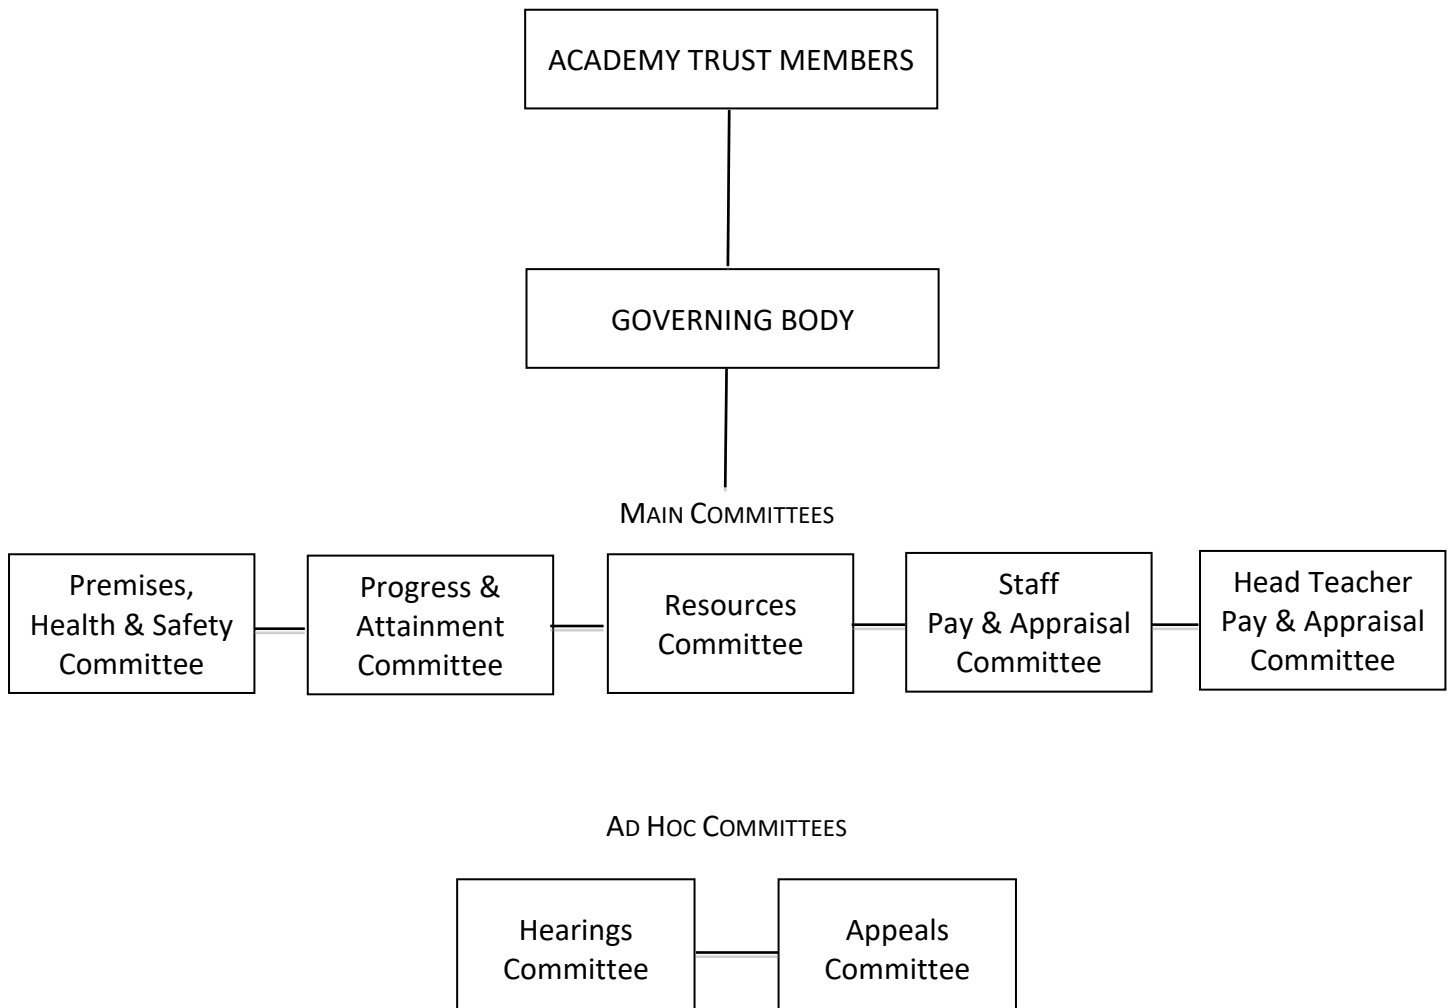 ACADEMY TRUST MEMBERS
GOVERNING BODY
MAIN COMMITTEES
Premises,
Health & Safety
Committee
Progress &
Attainment
Committee
Resources
Committee
Staff
Pay & Appraisal
Committee
Head Teacher
Pay & Appraisal
Committee
AD HOC COMMITTEES
Hearings
Committee
Appeals
Committee